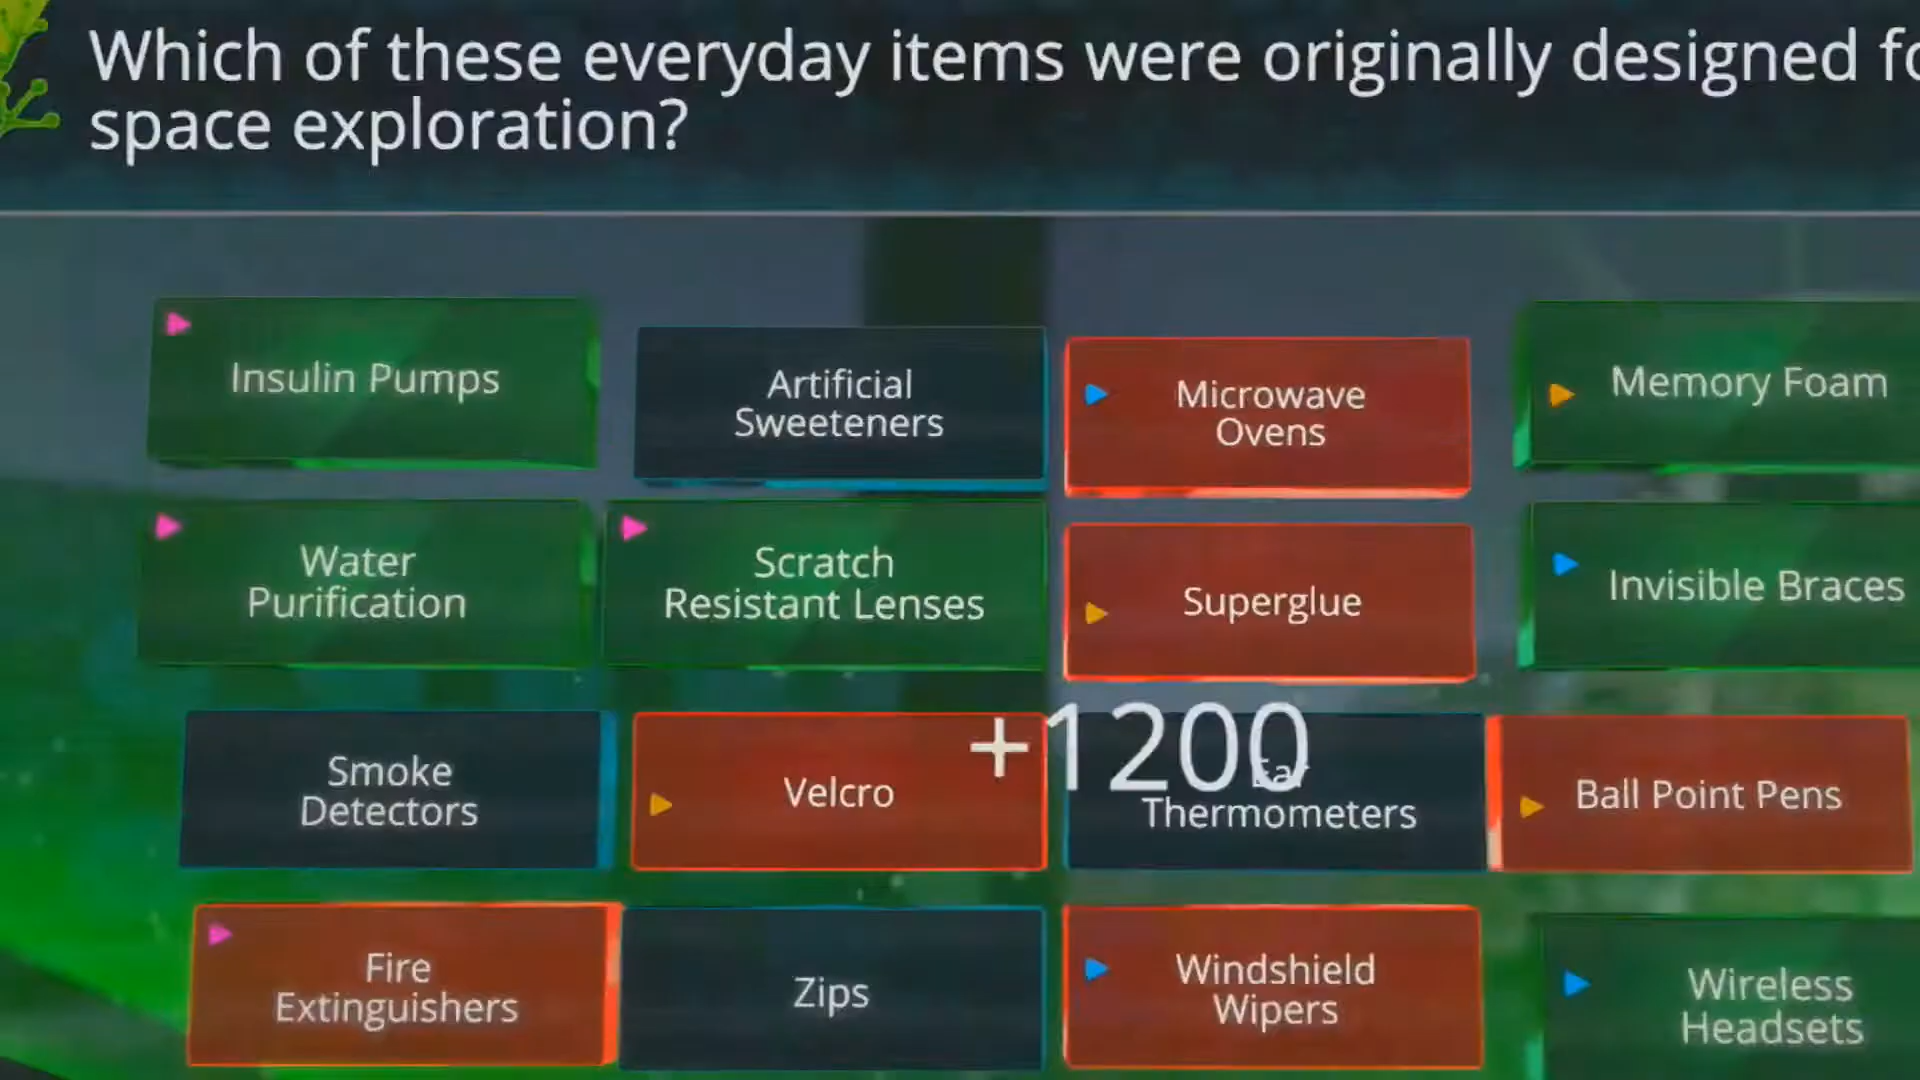 Which of these everyday items were originally designed fo
space exploration?
Insulin Pumps
Artificial
Sweeteners
Microwave
Ovens
Memory Foam
Water
Purification
Scratch
Resistant Lenses
Superglue
Invisible Braces
Smoke
Detectors
Velcro
+1200
Ear
Thermometers
Ball Point Pens
Fire
Extinguishers
Zips
Windshield
Wipers
Wireless
Headsets